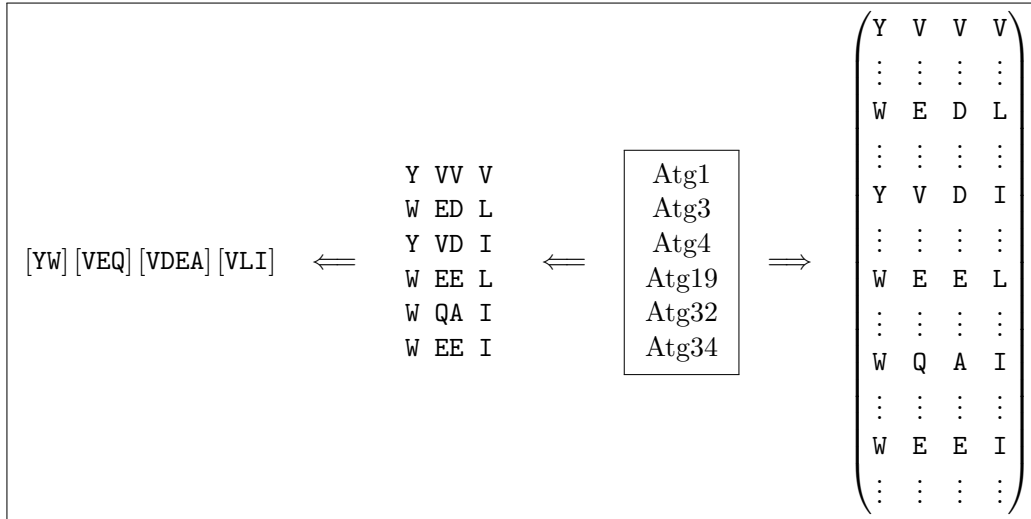 [YW][VEQ][VDEA][VLI] ⟸
Y VV V
W ED L
Y VD I
W EE L
W QA I
W EE I
⟸
Atg1
Atg3
Atg4
Atg19
Atg32
Atg34
⟹
Y V V V
⋮ ⋮ ⋮ ⋮
W E D L
⋮ ⋮ ⋮ ⋮
Y V D I
⋮ ⋮ ⋮ ⋮
W E E L
⋮ ⋮ ⋮ ⋮
W Q A I
⋮ ⋮ ⋮ ⋮
W E E I
⋮ ⋮ ⋮ ⋮